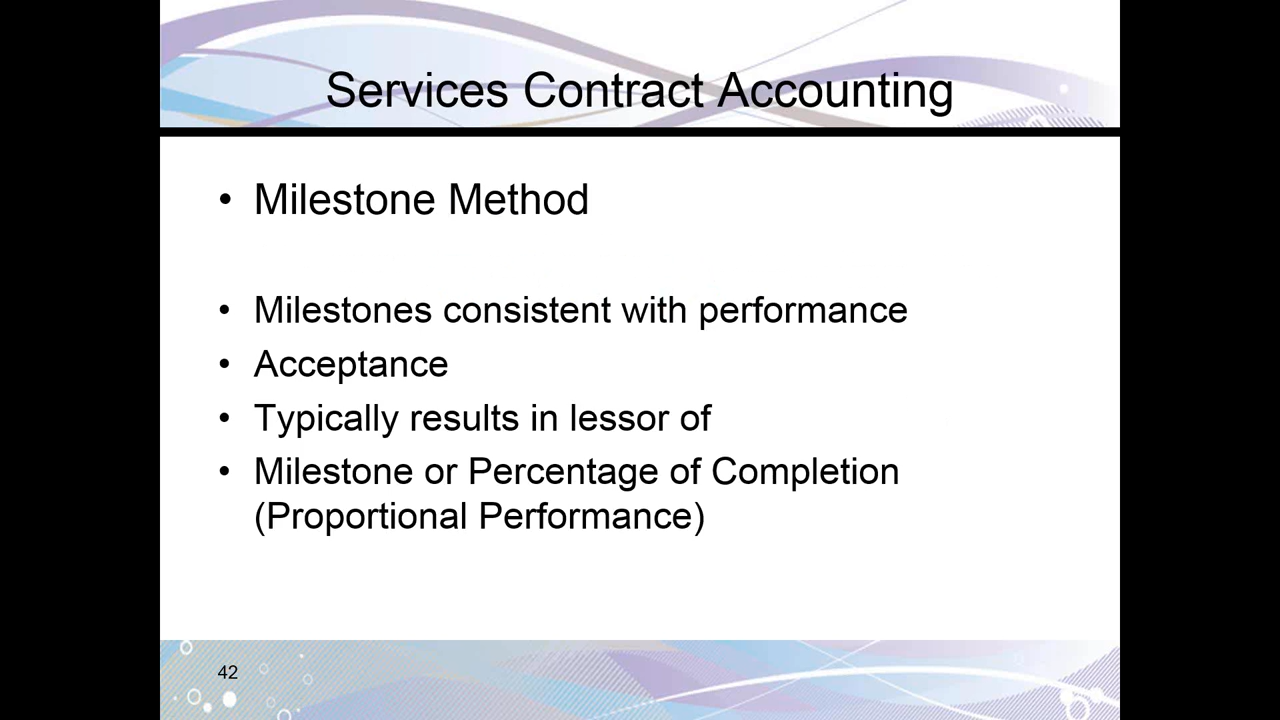 Services Contract Accounting
• Milestone Method
• Milestones consistent with performance
• Acceptance
• Typically results in lessor of
• Milestone or Percentage of Completion
(Proportional Performance)
42